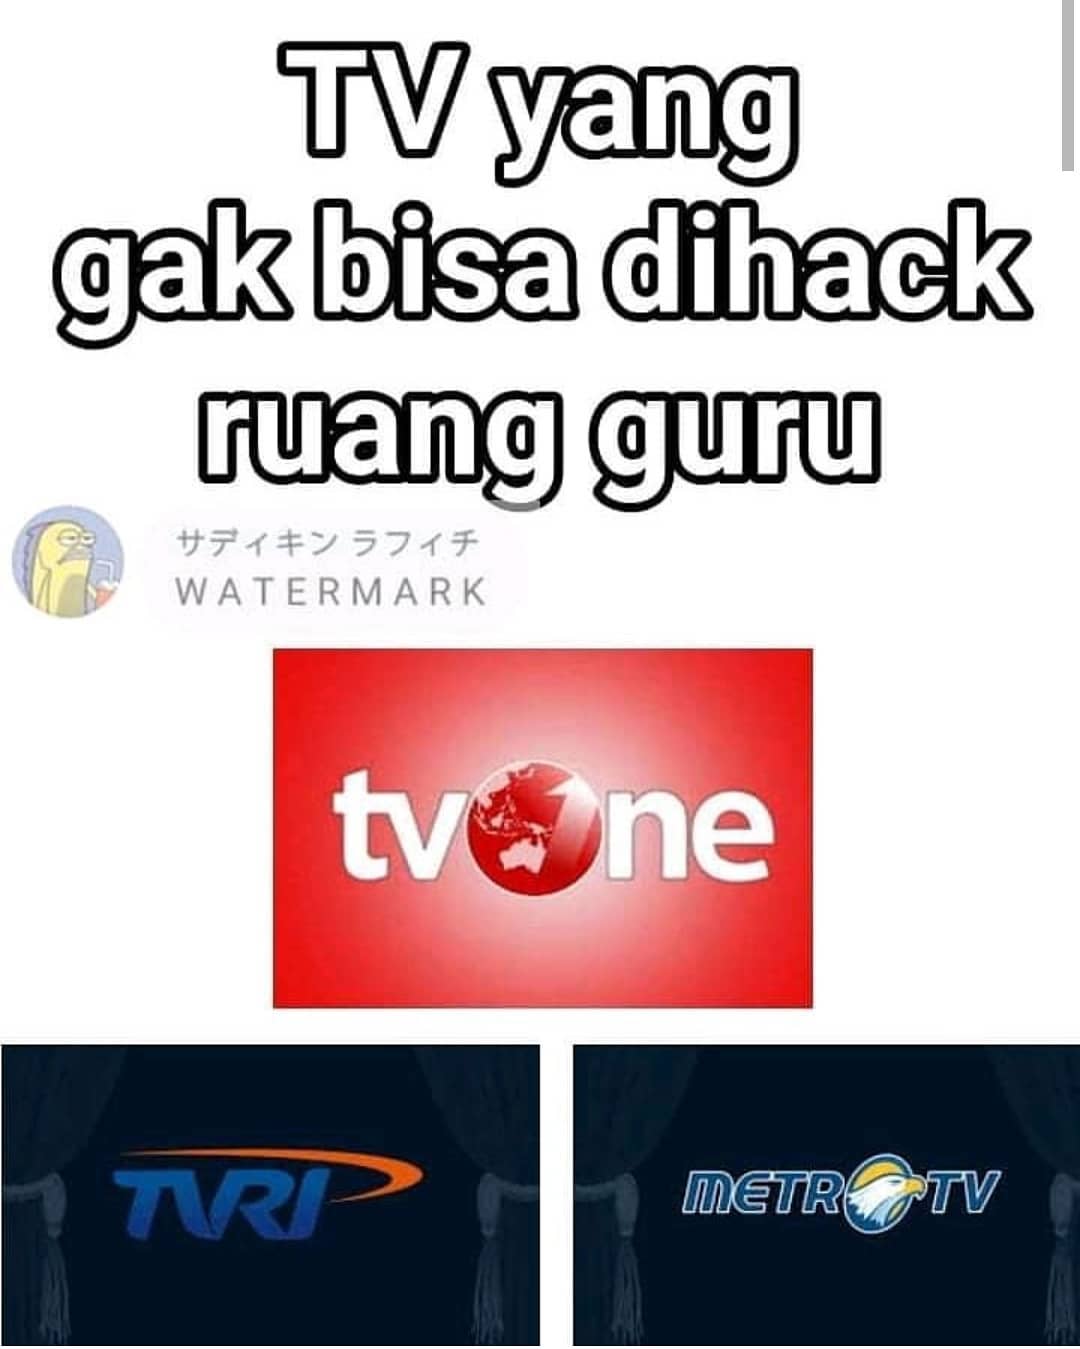 TV yang
gak bisa dihack
ruang guru
サディキン ラフィチ
WATERMARK
tvOne
TVRI
METRO TV